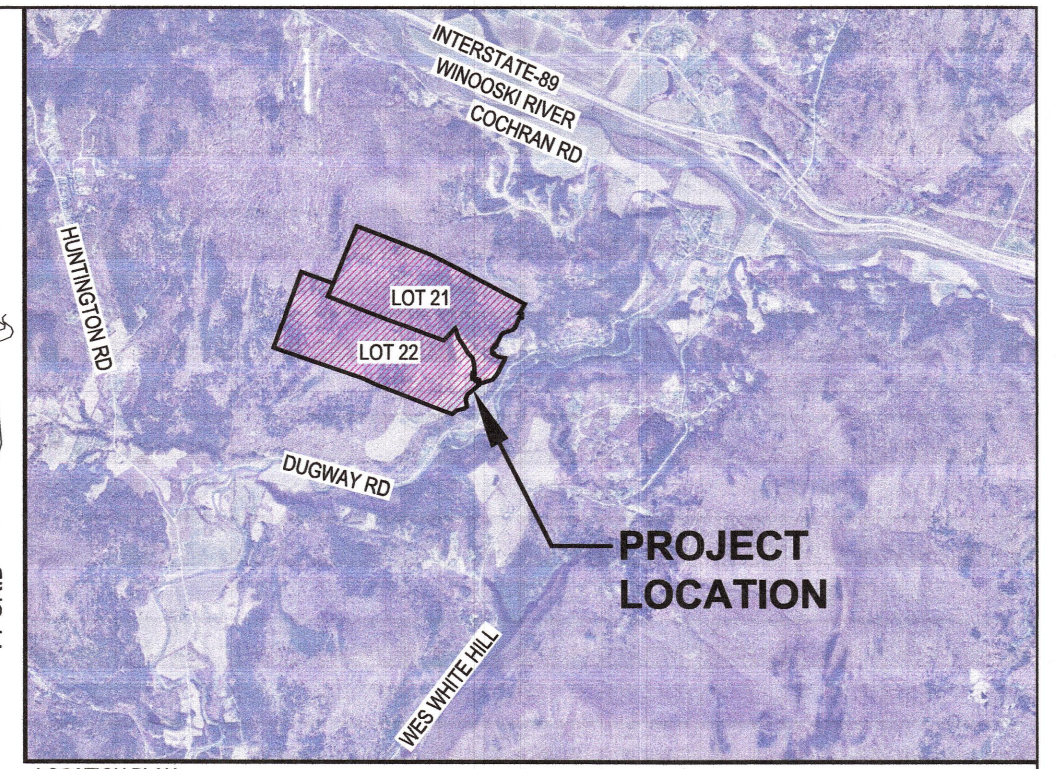 INTERSTATE-89
WINOOSKI RIVER
COCHRAN RD
HUNTINGTON RD
LOT 21
LOT 22
DUGWAY RD
PROJECT
LOCATION
WES WHITE HILL